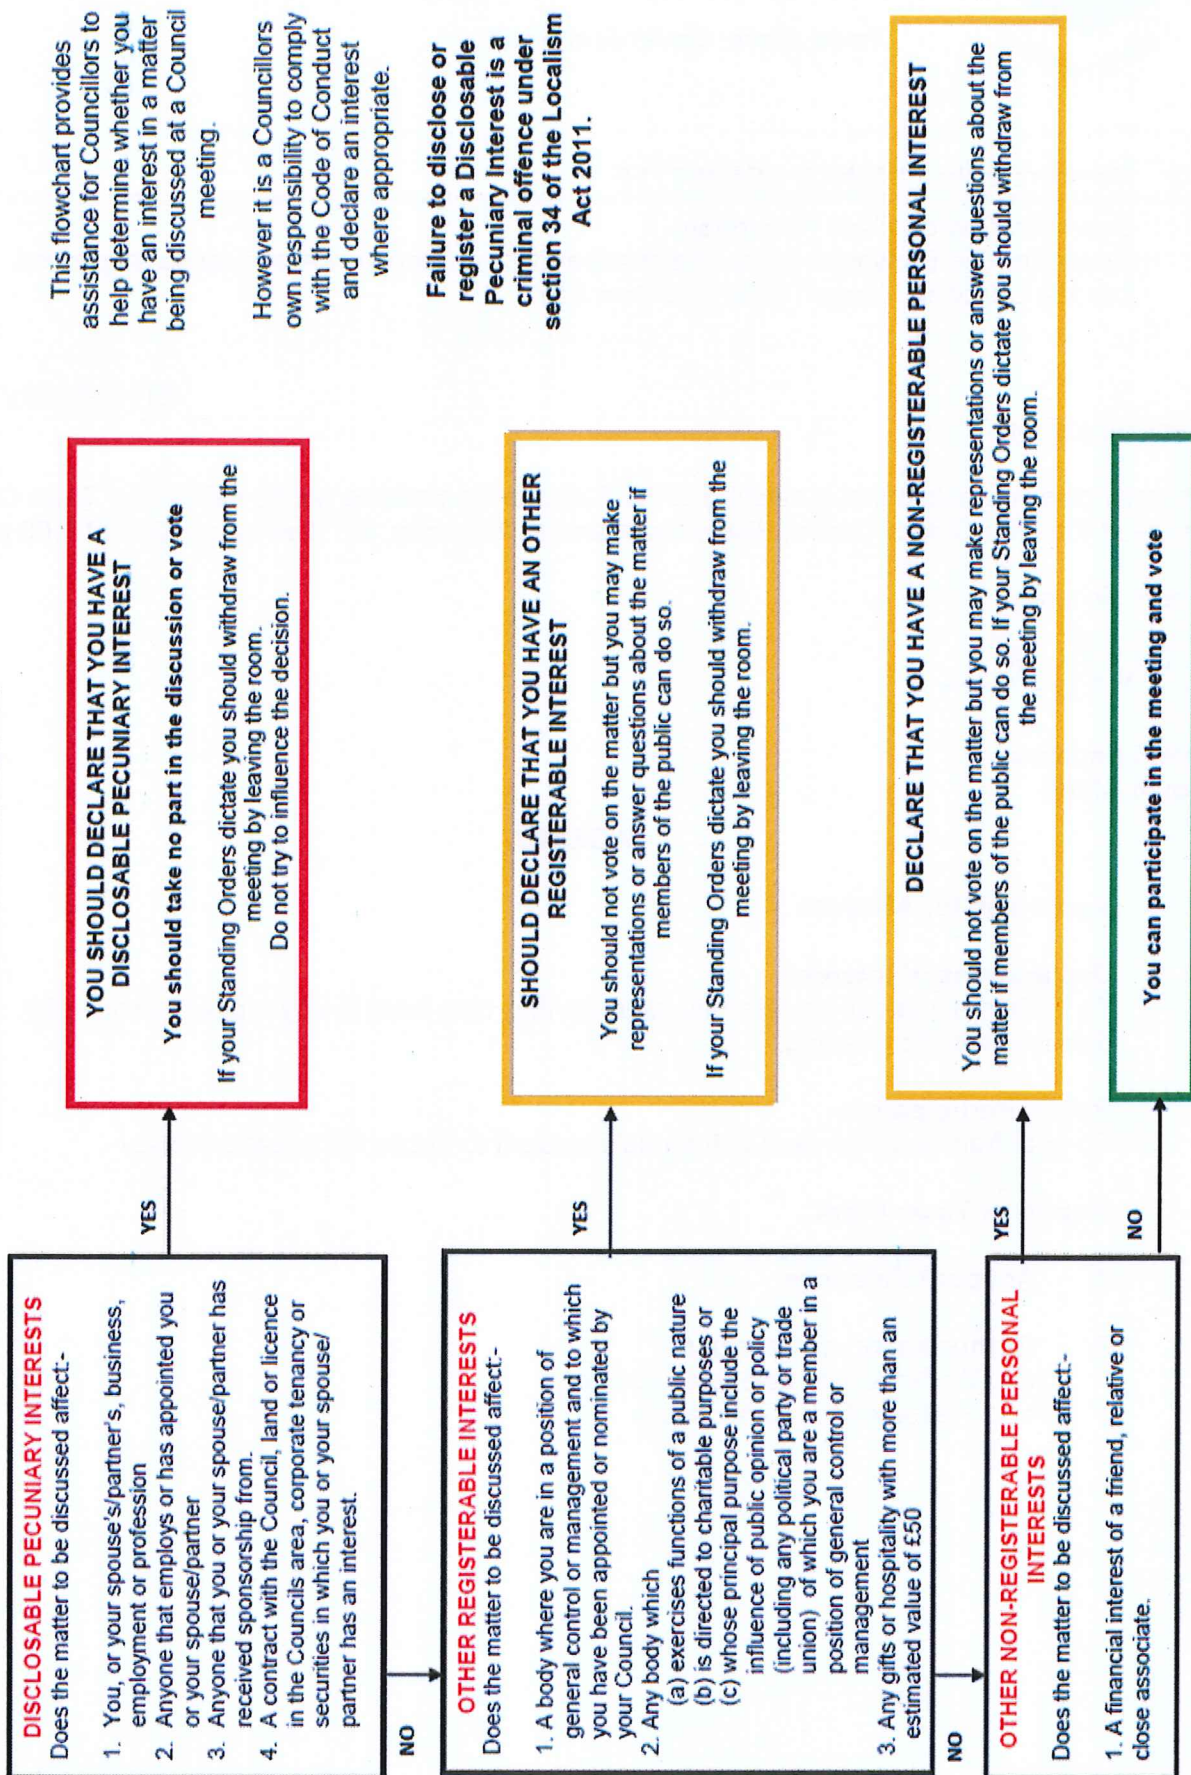 DISCLOSABLE PECUNIARY INTERESTS
Does the matter to be discussed affect:-
1. You, or your spouse's/partner's, business,
employment or profession
2. Anyone that employs or has appointed you
or your spouse/partner
3. Anyone that you or your spouse/partner has
received sponsorship from.
4. A contract with the Council, land or licence
in the Councils area, corporate tenancy or
securities in which you or your spouse/
partner has an interest.
YES
YOU SHOULD DECLARE THAT YOU HAVE A
DISCLOSABLE PECUNIARY INTEREST
You should take no part in the discussion or vote
If your Standing Orders dictate you should withdraw from the
meeting by leaving the room.
Do not try to influence the decision.
This flowchart provides
assistance for Councillors to
help determine whether you
have an interest in a matter
being discussed at a Council
meeting.
However it is a Councillors
own responsibility to comply
with the Code of Conduct
and declare an interest
where appropriate.
Failure to disclose or
register a Disclosable
Pecuniary Interest is a
criminal offence under
section 34 of the Localism
Act 2011.
NO
OTHER REGISTERABLE INTERESTS
Does the matter to be discussed affect:-
1. A body where you are in a position of
general control or management and to which
you have been appointed or nominated by
your Council.
2. Any body which
(a) exercises functions of a public nature
(b) is directed to charitable purposes or
(c) whose principal purpose include the
influence of public opinion or policy
(including any political party or trade
union) of which you are a member in a
position of general control or
management
3. Any gifts or hospitality with more than an
estimated value of £50
YES
SHOULD DECLARE THAT YOU HAVE AN OTHER
REGISTERABLE INTEREST
You should not vote on the matter but you may make
representations or answer questions about the matter if
members of the public can do so.
If your Standing Orders dictate you should withdraw from the
meeting by leaving the room.
NO
OTHER NON-REGISTERABLE PERSONAL
INTERESTS
Does the matter to be discussed affect:-
1. A financial interest of a friend, relative or
close associate.
YES
DECLARE THAT YOU HAVE A NON-REGISTERABLE PERSONAL INTEREST
You should not vote on the matter but you may make representations or answer questions about the
matter if members of the public can do so. If your Standing Orders dictate you should withdraw from
the meeting by leaving the room.
NO
You can participate in the meeting and vote